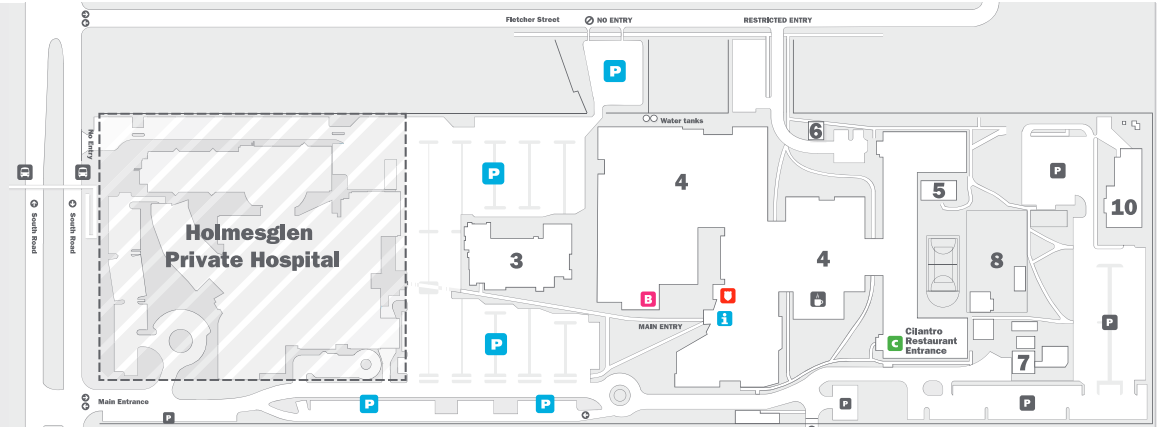 Fletcher Street
NO ENTRY
RESTRICTED ENTRY
P
Water tanks
6
No Entry
P
4
P
5
10
South Road
South Road
Holmesglen
Private Hospital
3
4
8
B
i
MAIN ENTRY
P
P
C
Cilantro
Restaurant
Entrance
7
Main Entrance
P
P
P
P
P